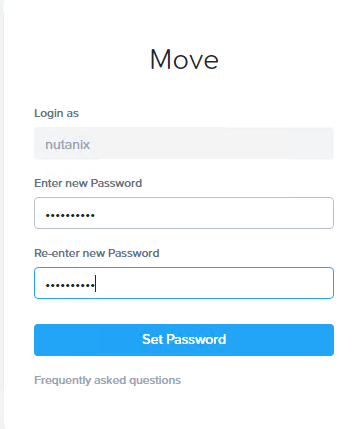 Move
Login as
nutanix
Enter new Password
••••••••••
Re-enter new Password
••••••••••
Set Password
Frequently asked questions